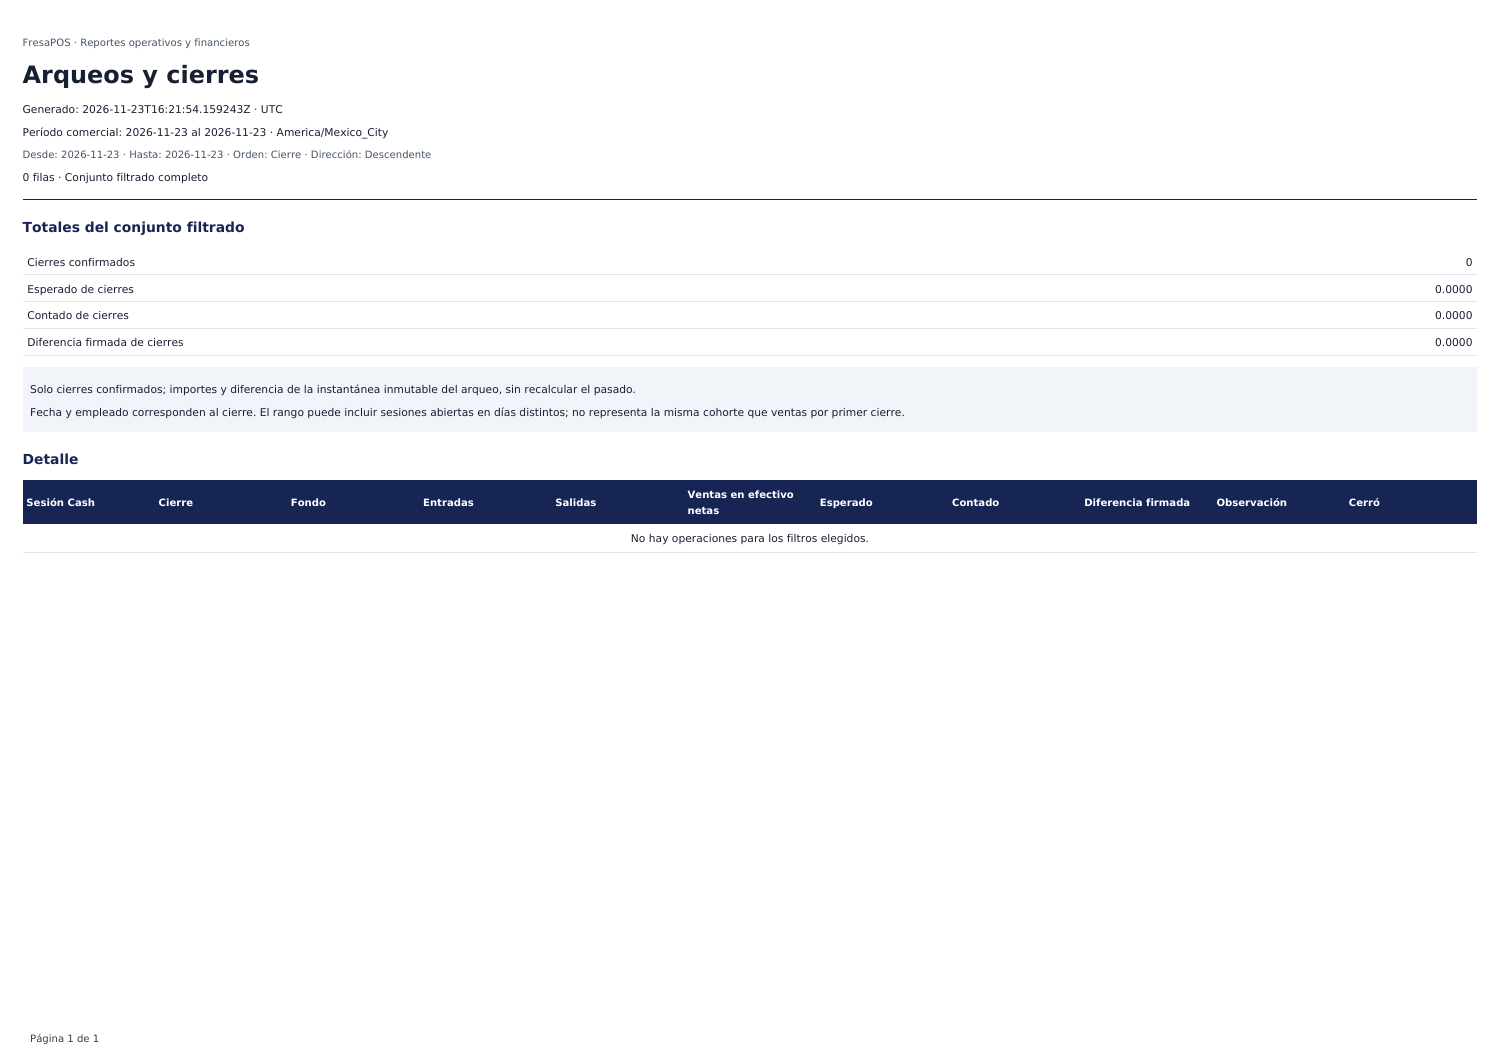 FresaPOS · Reportes operativos y financieros
Arqueos y cierres
Generado: 2026-11-23T16:21:54.159243Z · UTC
Período comercial: 2026-11-23 al 2026-11-23 · America/Mexico_City
Desde: 2026-11-23 · Hasta: 2026-11-23 · Orden: Cierre · Dirección: Descendente
0 filas · Conjunto filtrado completo
Totales del conjunto filtrado
Cierres confirmados 0
Esperado de cierres 0.0000
Contado de cierres 0.0000
Diferencia firmada de cierres 0.0000
Solo cierres confirmados; importes y diferencia de la instantánea inmutable del arqueo, sin recalcular el pasado.
Fecha y empleado corresponden al cierre. El rango puede incluir sesiones abiertas en días distintos; no representa la misma cohorte que ventas por primer cierre.
Detalle
Sesión Cash Cierre Fondo Entradas Salidas Ventas en efectivo netas Esperado Contado Diferencia firmada Observación Cerró
No hay operaciones para los filtros elegidos.
Página 1 de 1